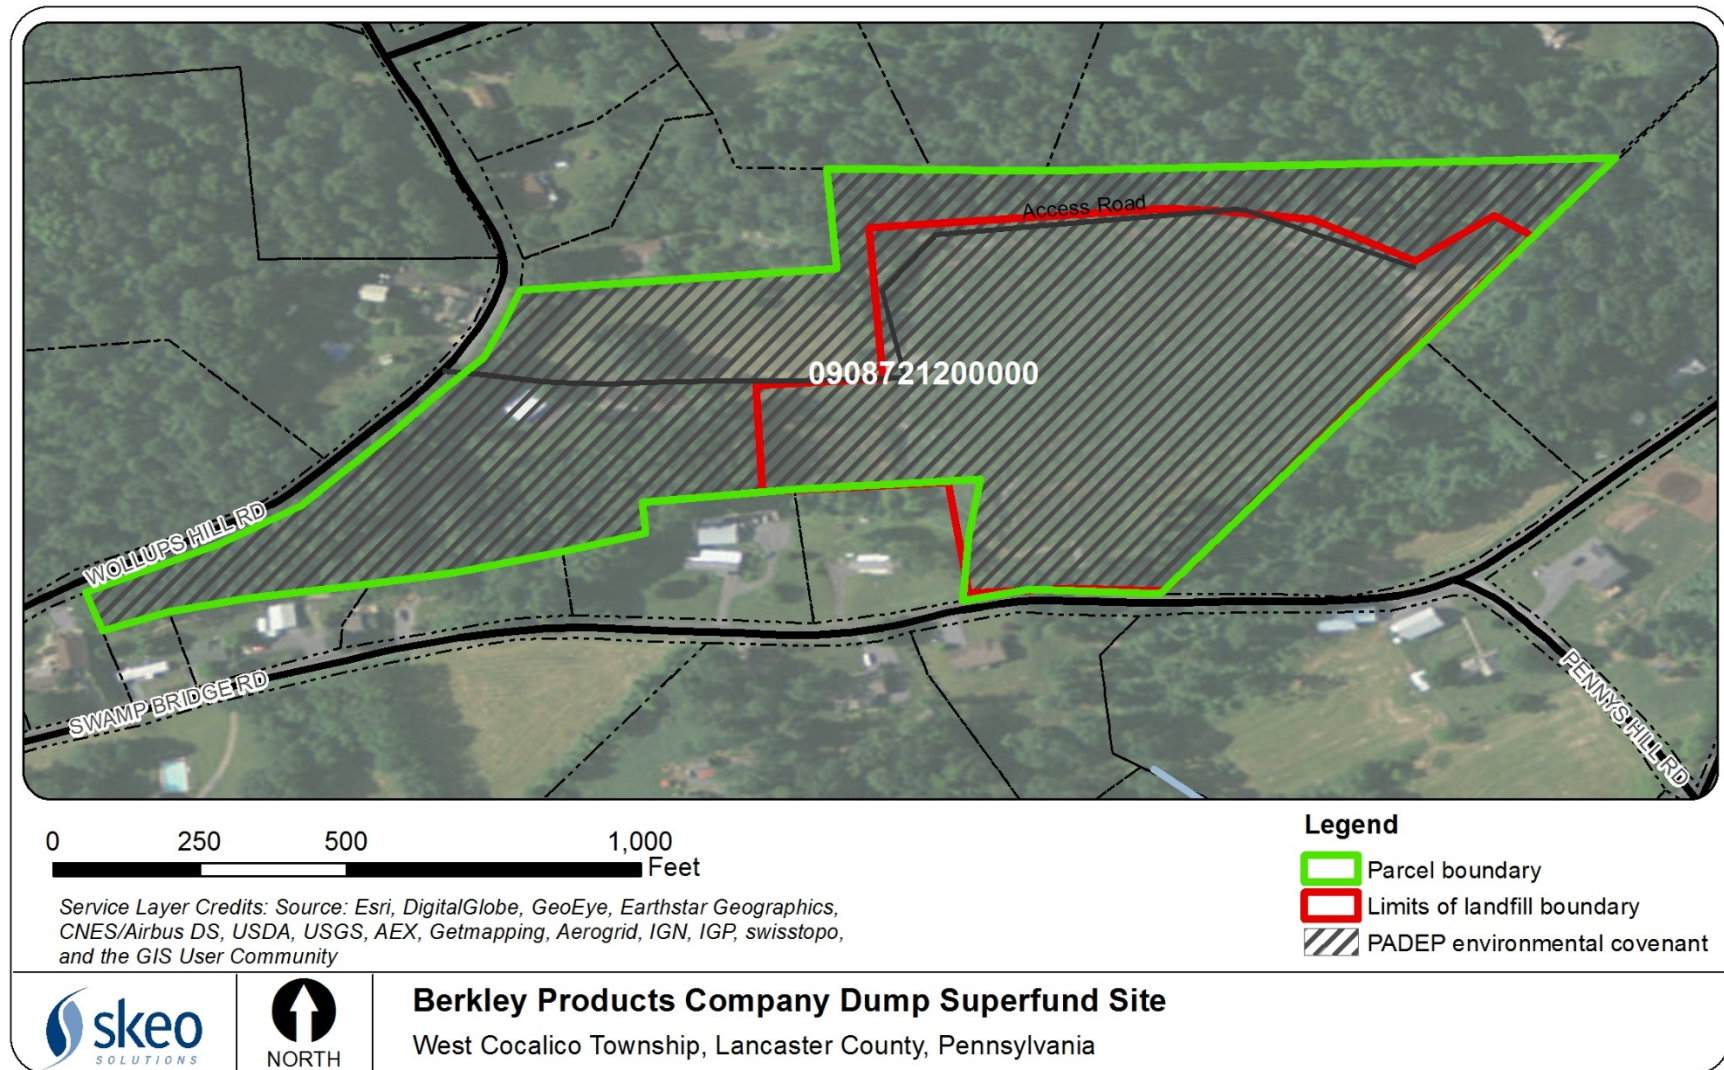 Access Road
0908721200000
WOLLUPS HILL RD
SWAMP BRIDGE RD
PENNYS HILL RD
0 250 500 1,000
Feet
Service Layer Credits: Source: Esri, DigitalGlobe, GeoEye, Earthstar Geographics,
CNES/Airbus DS, USDA, USGS, AEX, Getmapping, Aerogrid, IGN, IGP, swisstopo,
and the GIS User Community
Legend
Parcel boundary
Limits of landfill boundary
PADEP environmental covenant
skeo
SOLUTIONS
NORTH
Berkley Products Company Dump Superfund Site
West Cocalico Township, Lancaster County, Pennsylvania